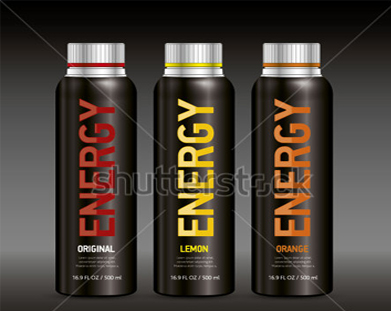 ENERGY
ORIGINAL
16.9 FL OZ / 500 ml
ENERGY
LEMON
16.9 FL OZ / 500 ml
ENERGY
ORANGE
16.9 FL OZ / 500 ml
shutterstock